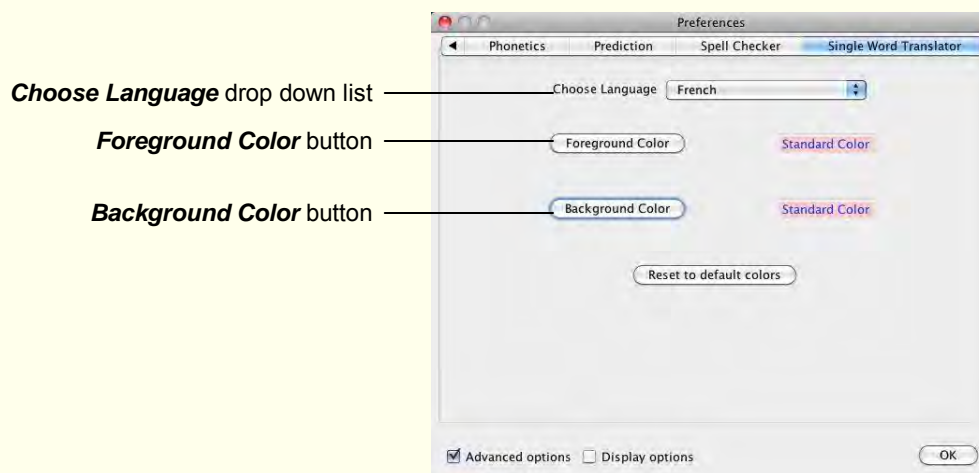 Preferences
Phonetics Prediction Spell Checker Single Word Translator
Choose Language drop down list Choose Language French
Foreground Color button Foreground Color Standard Color
Background Color button Background Color Standard Color
Reset to default colors
Advanced options Display options OK